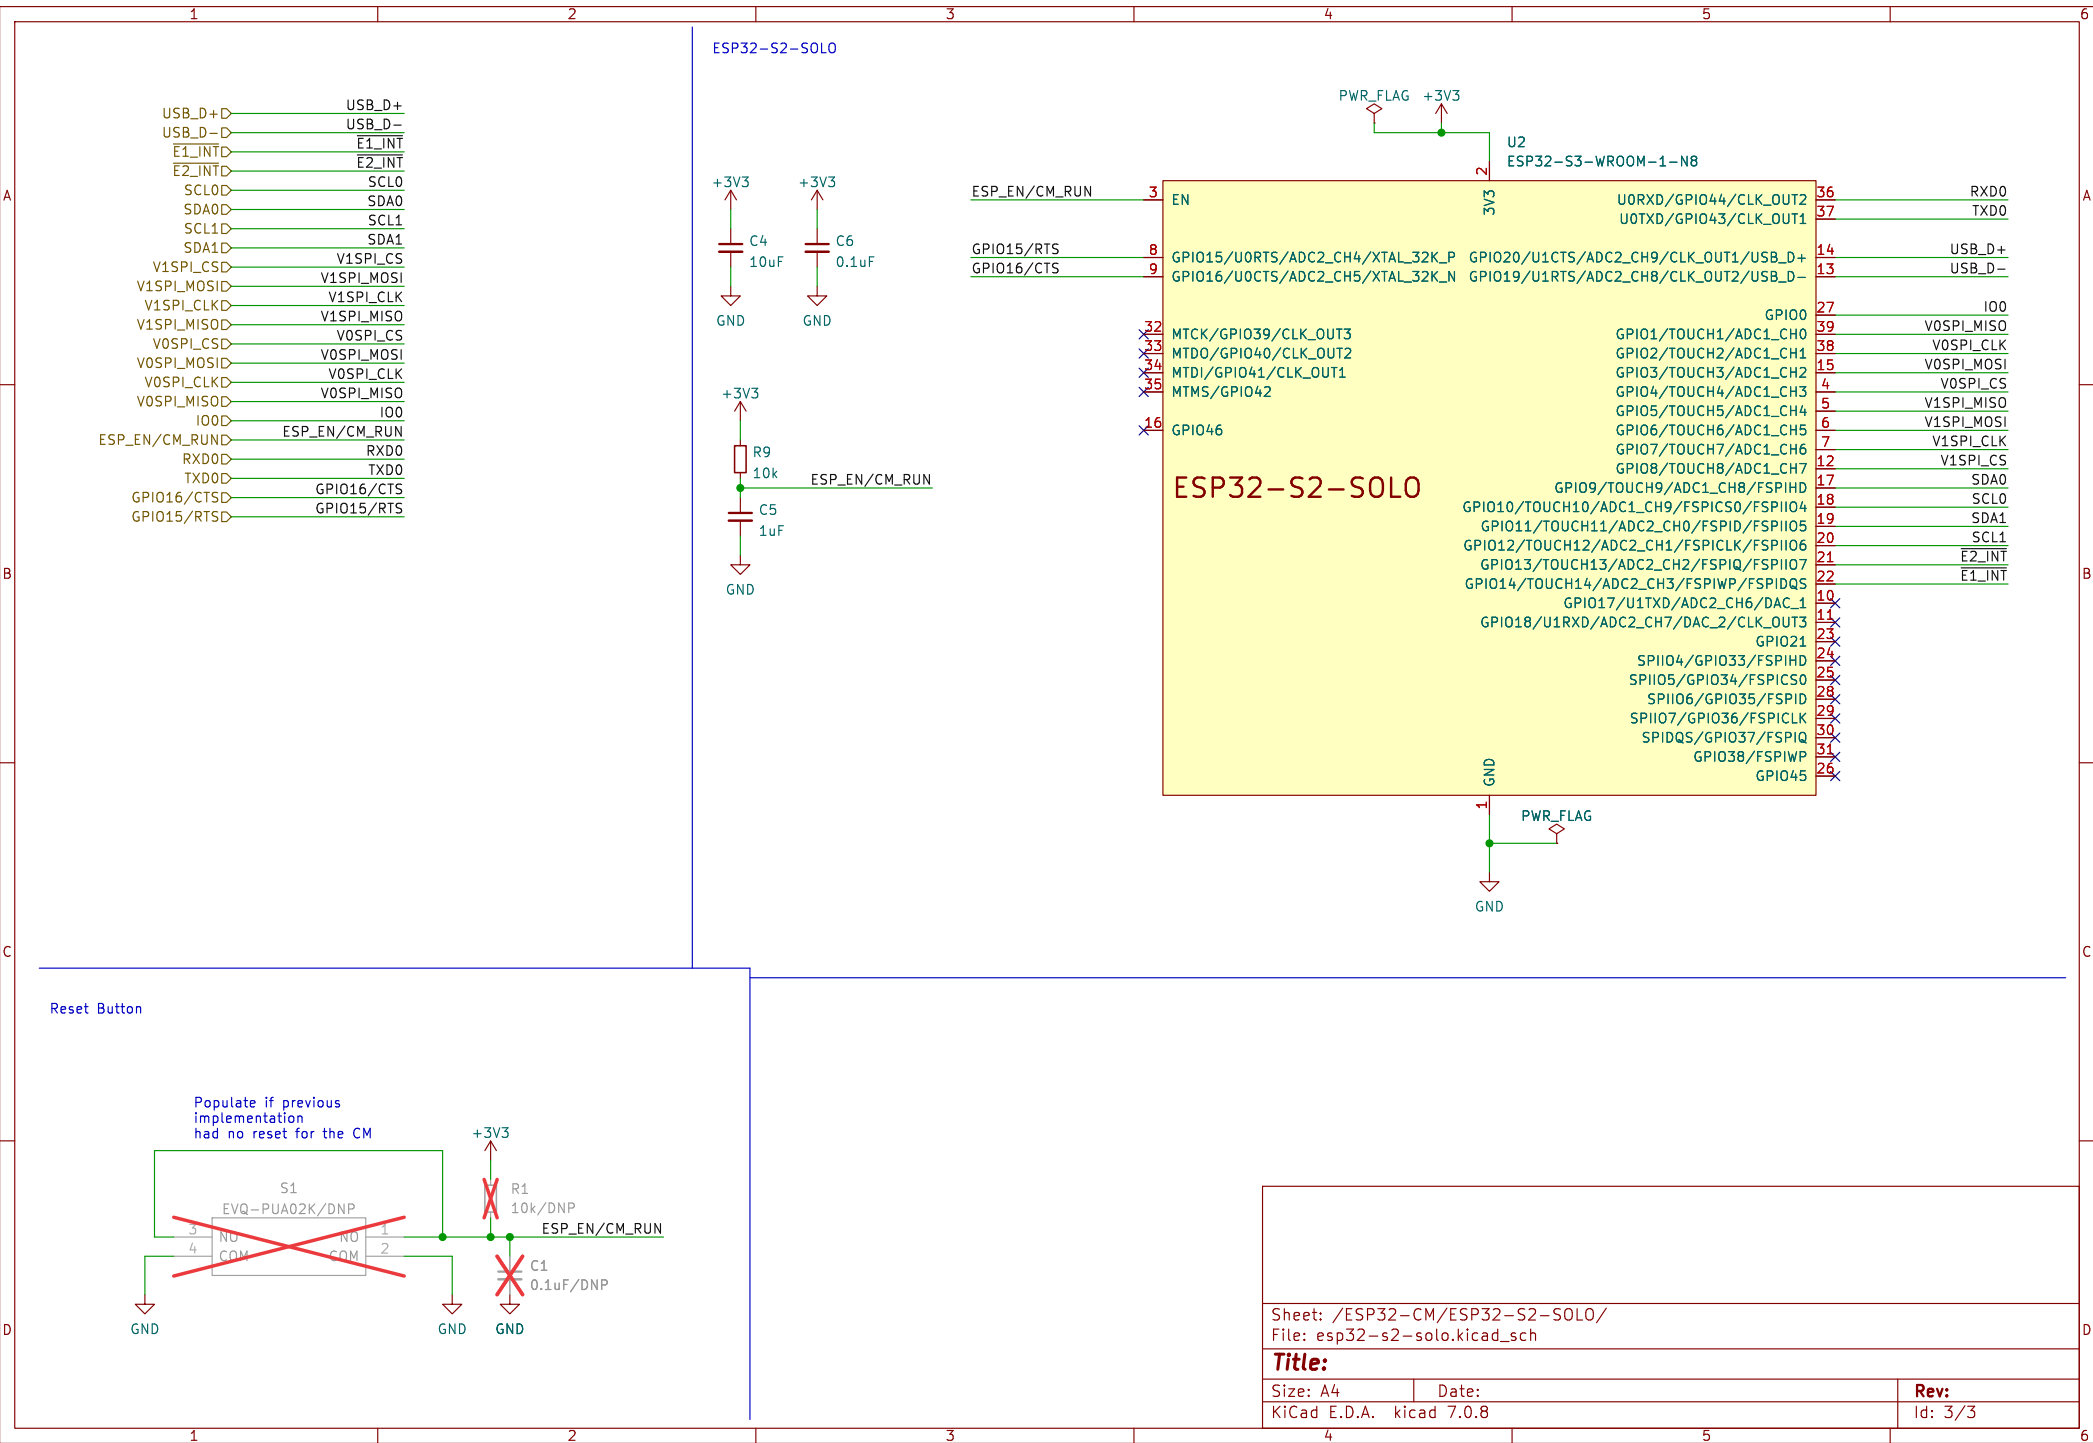 1 2 3 4 5 6
ESP32-S2-SOLO
USB_D+ USB_D+
USB_D- USB_D-
E1_INT E1_INT
E2_INT E2_INT
SCL0 SCL0
SDA0 SDA0
SCL1 SCL1
SDA1 SDA1
V1SPI_CS V1SPI_CS
V1SPI_MOSI V1SPI_MOSI
V1SPI_CLK V1SPI_CLK
V1SPI_MISO V1SPI_MISO
V0SPI_CS V0SPI_CS
V0SPI_MOSI V0SPI_MOSI
V0SPI_CLK V0SPI_CLK
V0SPI_MISO V0SPI_MISO
IO0 IO0
ESP_EN/CM_RUN ESP_EN/CM_RUN
RXD0 RXD0
TXD0 TXD0
GPIO16/CTS GPIO16/CTS
GPIO15/RTS GPIO15/RTS
+3V3 +3V3
C4 C6
10uF 0.1uF
GND GND
+3V3
R9
10k
ESP_EN/CM_RUN
C5
1uF
GND
PWR_FLAG +3V3
U2
ESP32-S3-WROOM-1-N8
2
3V3
ESP_EN/CM_RUN 3 EN
GPIO15/RTS 8 GPIO15/U0RTS/ADC2_CH4/XTAL_32K_P
GPIO16/CTS 9 GPIO16/U0CTS/ADC2_CH5/XTAL_32K_N
32 MTCK/GPIO39/CLK_OUT3
33 MTDO/GPIO40/CLK_OUT2
34 MTDI/GPIO41/CLK_OUT1
35 MTMS/GPIO42
16 GPIO46
ESP32-S2-SOLO
U0RXD/GPIO44/CLK_OUT2 36 RXD0
U0TXD/GPIO43/CLK_OUT1 37 TXD0
GPIO20/U1CTS/ADC2_CH9/CLK_OUT1/USB_D+ 14 USB_D+
GPIO19/U1RTS/ADC2_CH8/CLK_OUT2/USB_D- 13 USB_D-
GPIO0 27 IO0
GPIO1/TOUCH1/ADC1_CH0 39 V0SPI_MISO
GPIO2/TOUCH2/ADC1_CH1 38 V0SPI_CLK
GPIO3/TOUCH3/ADC1_CH2 15 V0SPI_MOSI
GPIO4/TOUCH4/ADC1_CH3 4 V0SPI_CS
GPIO5/TOUCH5/ADC1_CH4 5 V1SPI_MISO
GPIO6/TOUCH6/ADC1_CH5 6 V1SPI_MOSI
GPIO7/TOUCH7/ADC1_CH6 7 V1SPI_CLK
GPIO8/TOUCH8/ADC1_CH7 12 V1SPI_CS
GPIO9/TOUCH9/ADC1_CH8/FSPIHD 17 SDA0
GPIO10/TOUCH10/ADC1_CH9/FSPICS0/FSPIIO4 18 SCL0
GPIO11/TOUCH11/ADC2_CH0/FSPID/FSPIIO5 19 SDA1
GPIO12/TOUCH12/ADC2_CH1/FSPICLK/FSPIIO6 20 SCL1
GPIO13/TOUCH13/ADC2_CH2/FSPIQ/FSPIIO7 21 E2_INT
GPIO14/TOUCH14/ADC2_CH3/FSPIWP/FSPIDQS 22 E1_INT
GPIO17/U1TXD/ADC2_CH6/DAC_1 10
GPIO18/U1RXD/ADC2_CH7/DAC_2/CLK_OUT3 11
GPIO21 23
SPIIO4/GPIO33/FSPIHD 24
SPIIO5/GPIO34/FSPICS0 25
SPIIO6/GPIO35/FSPID 28
SPIIO7/GPIO36/FSPICLK 29
SPIDQS/GPIO37/FSPIQ 30
GPIO38/FSPIWP 31
GPIO45 26
GND
1
PWR_FLAG
GND
A A
B B
C C
D D
Reset Button
Populate if previous
implementation
had no reset for the CM
+3V3
S1
EVQ-PUA02K/DNP
3 NO NO 1
4 COM COM 2
R1
10k/DNP
ESP_EN/CM_RUN
C1
0.1uF/DNP
GND GND GND
Sheet: /ESP32-CM/ESP32-S2-SOLO/
File: esp32-s2-solo.kicad_sch
Title:
Size: A4 Date: Rev:
KiCad E.D.A. kicad 7.0.8 Id: 3/3
1 2 3 4 5 6